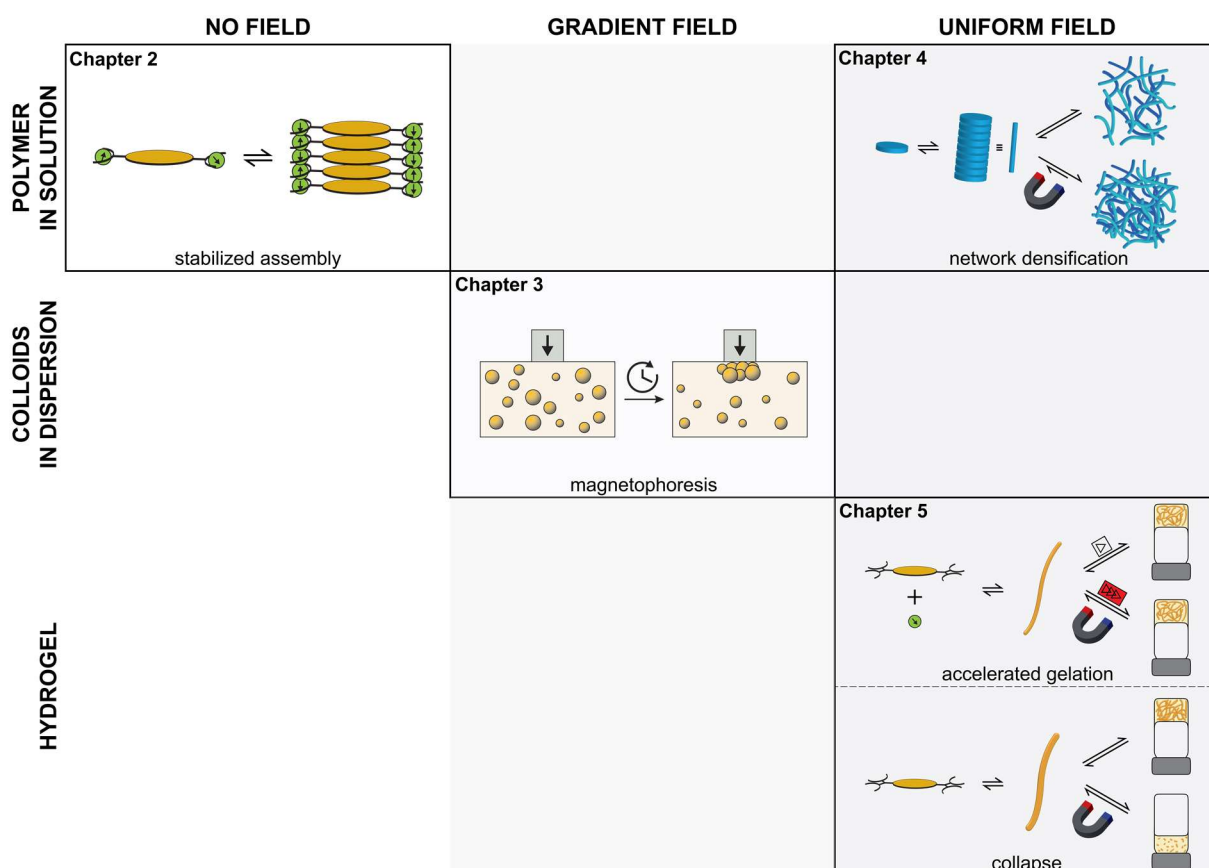 NO FIELD
GRADIENT FIELD
UNIFORM FIELD
POLYMER
IN SOLUTION
Chapter 2
stabilized assembly
Chapter 4
network densification
COLLOIDS
IN DISPERSION
Chapter 3
magnetophoresis
HYDROGEL
Chapter 5
accelerated gelation
collapse